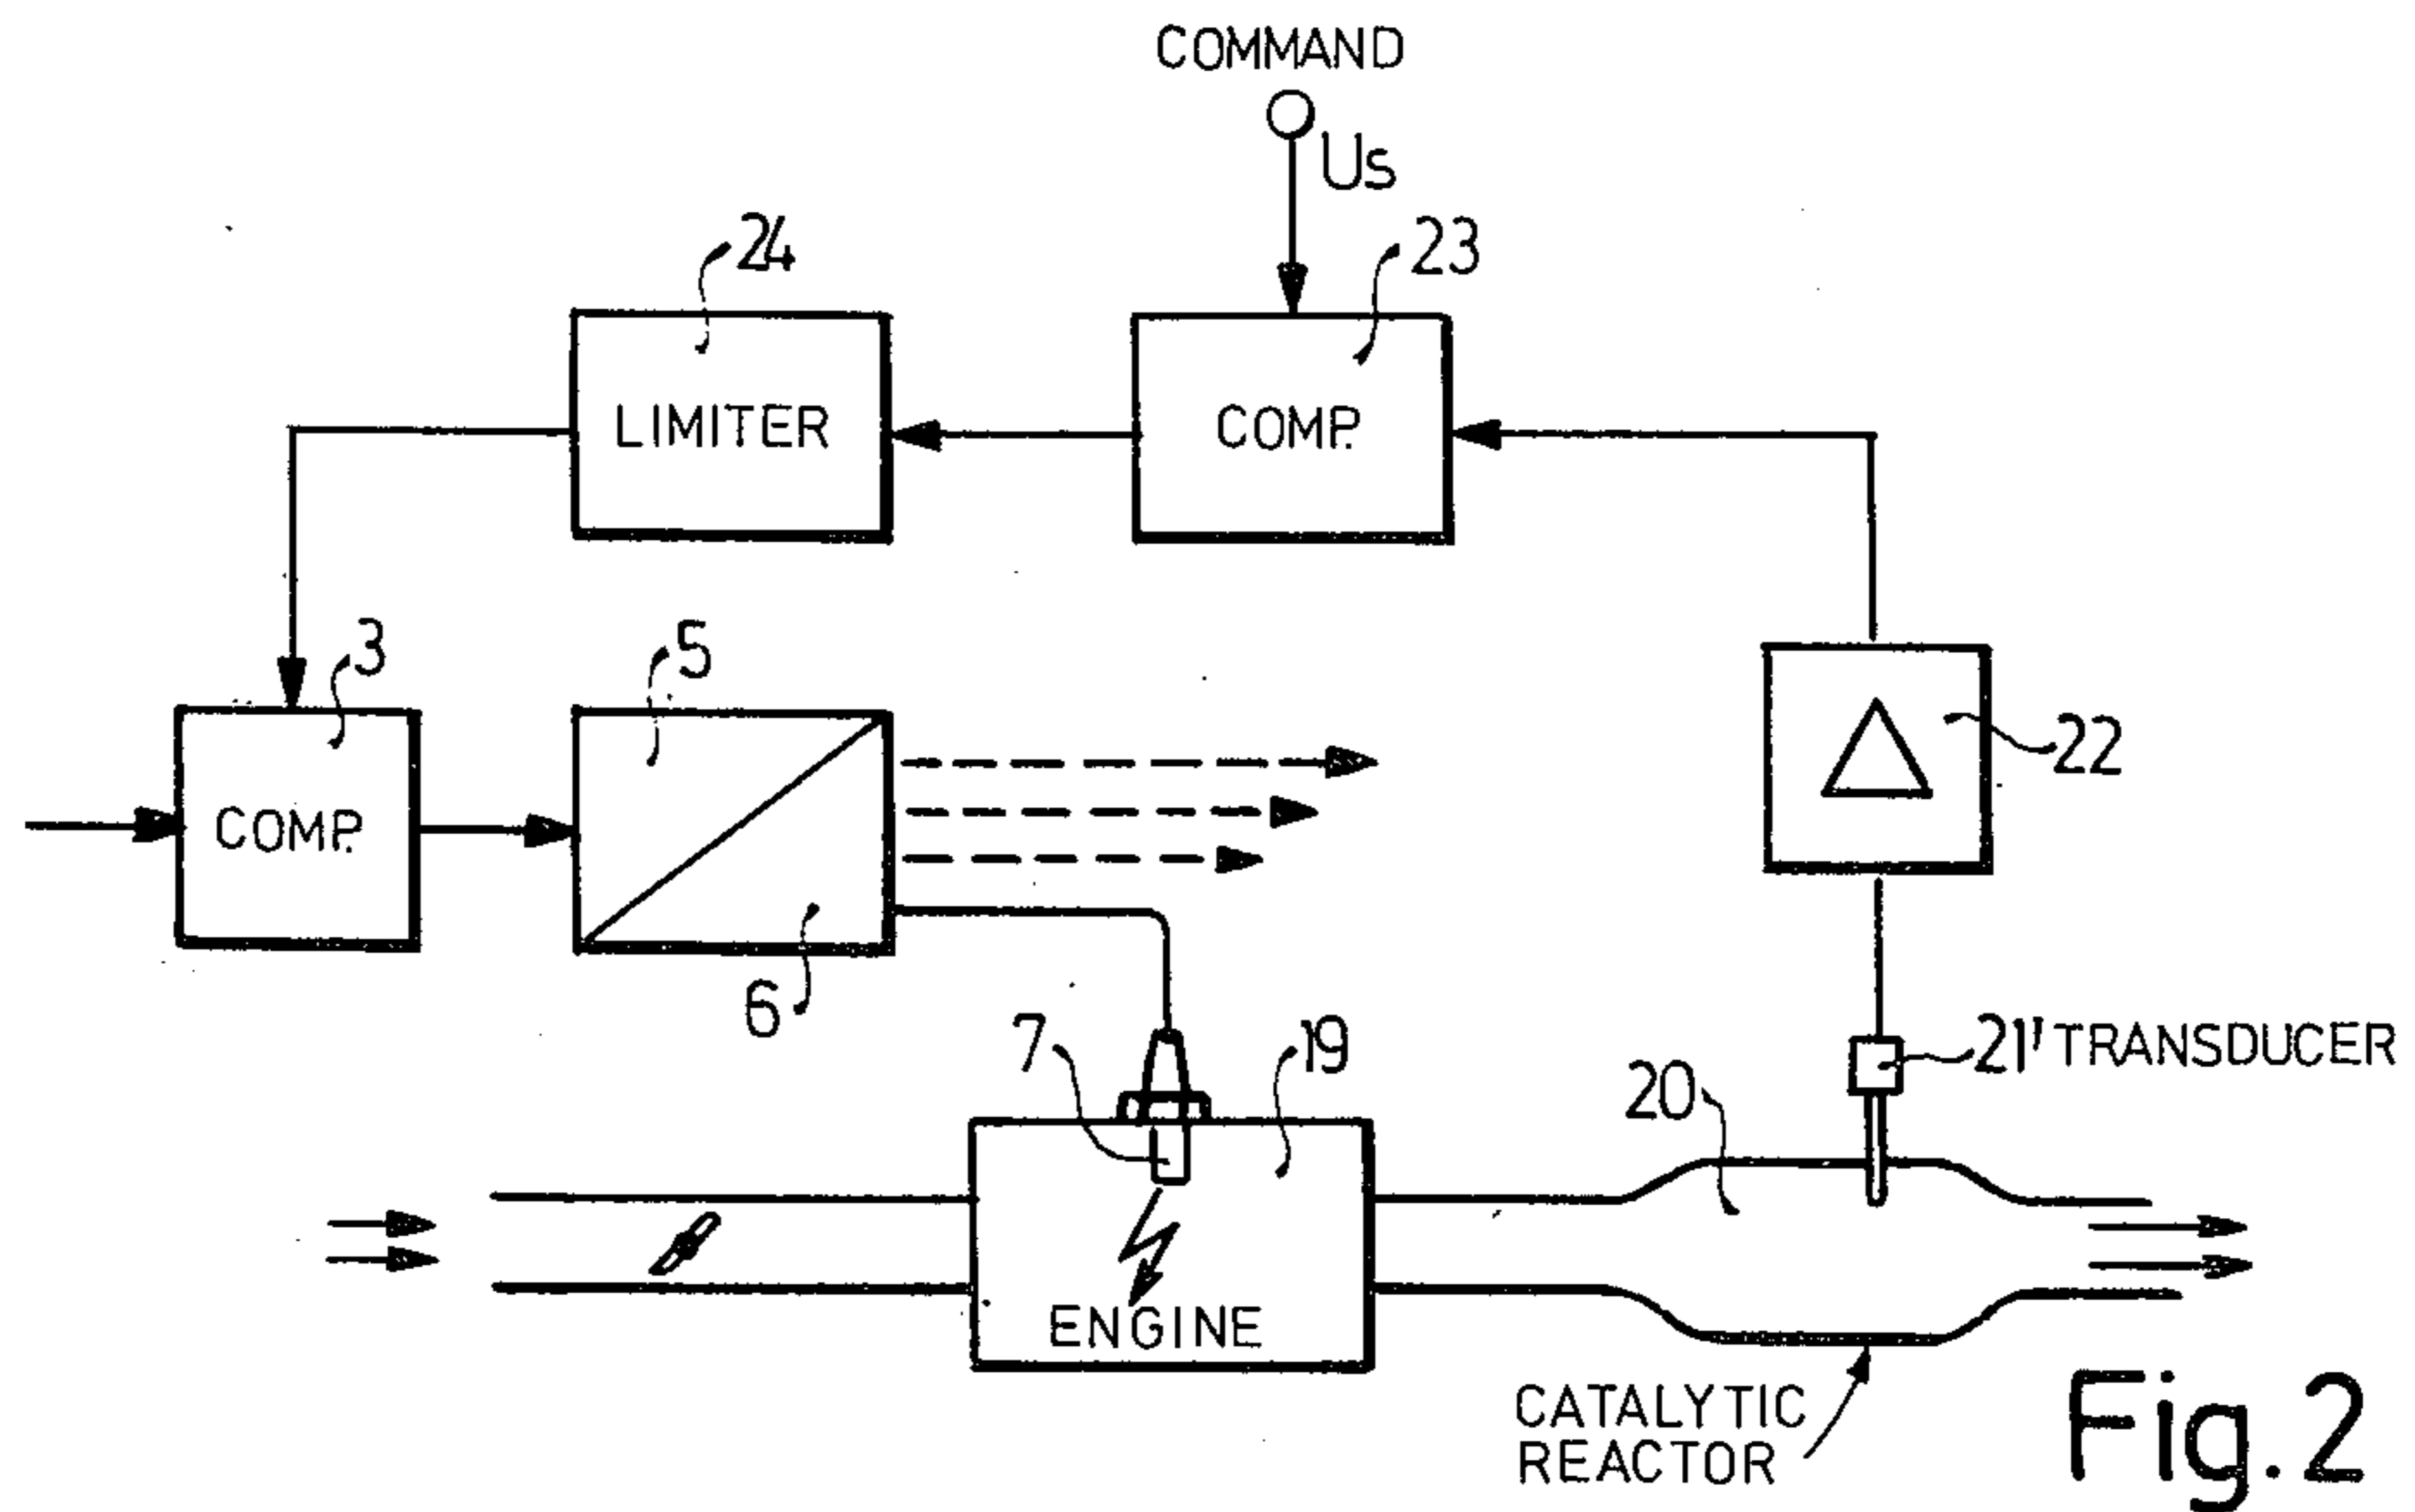 COMMAND
Us
24
23
LIMITER
COMP.
3
5
COMP.
22
6
7
19
21' TRANSDUCER
20
ENGINE
CATALYTIC
REACTOR
Fig.2